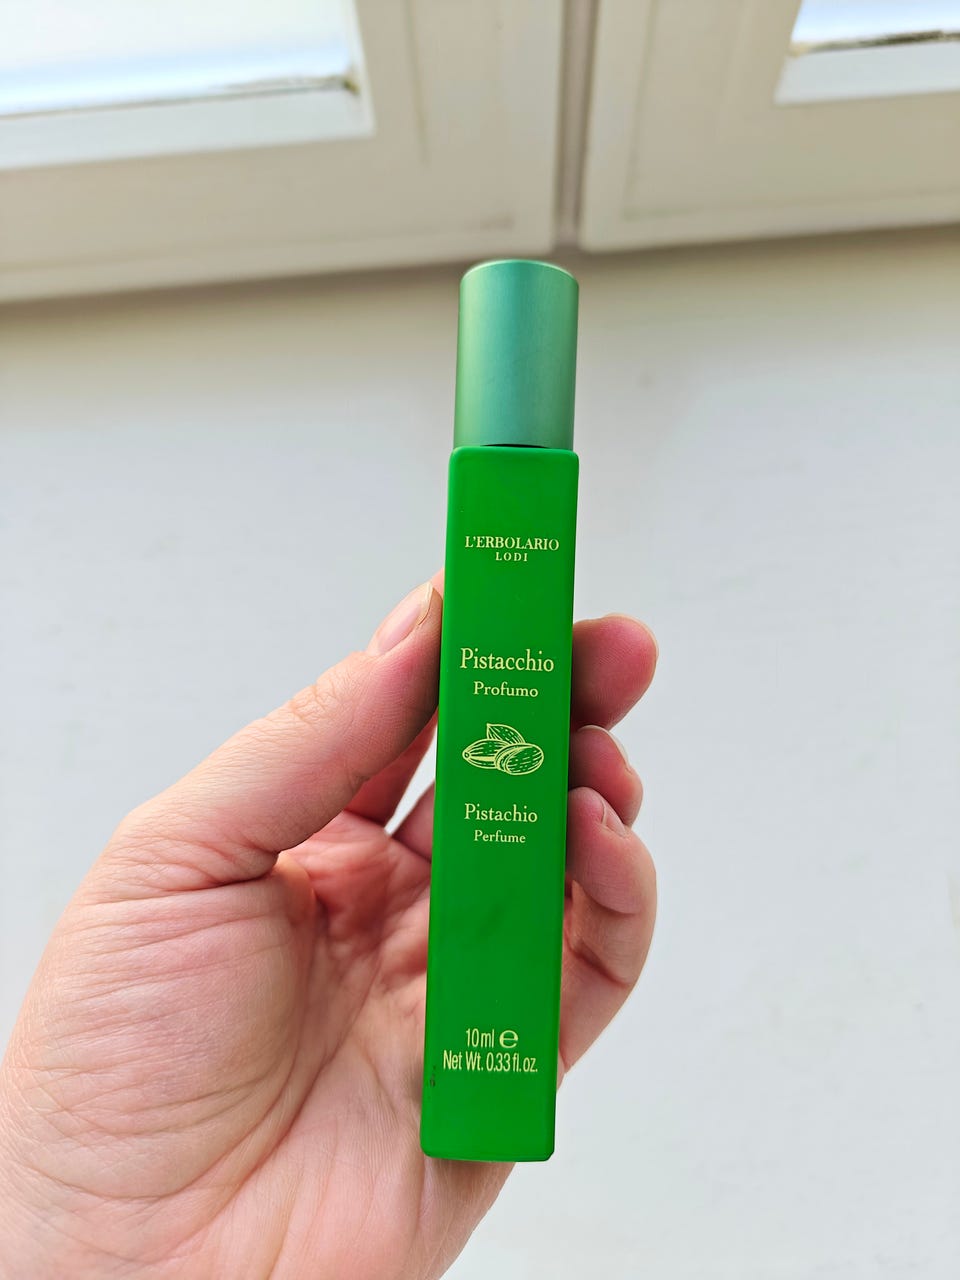 L'ERBOLARIO
LODI
Pistacchio
Profumo
Pistachio
Perfume
10ml ℮
Net Wt. 0.33 fl. oz.